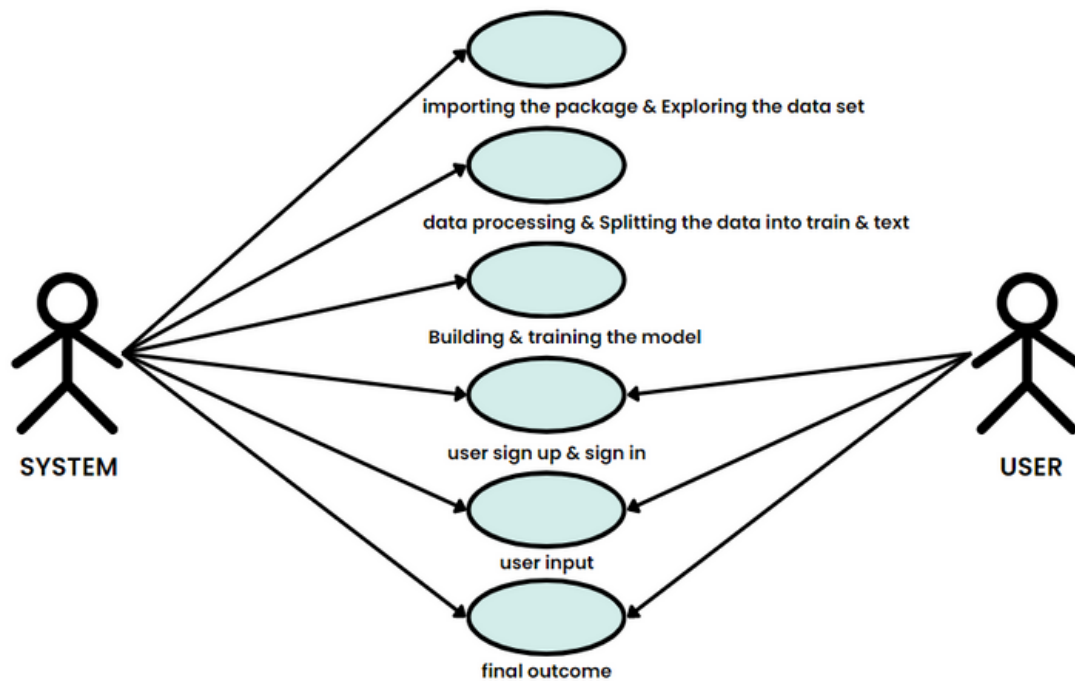 importing the package & Exploring the data set
data processing & Splitting the data into train & text
Building & training the model
user sign up & sign in
SYSTEM
USER
user input
final outcome